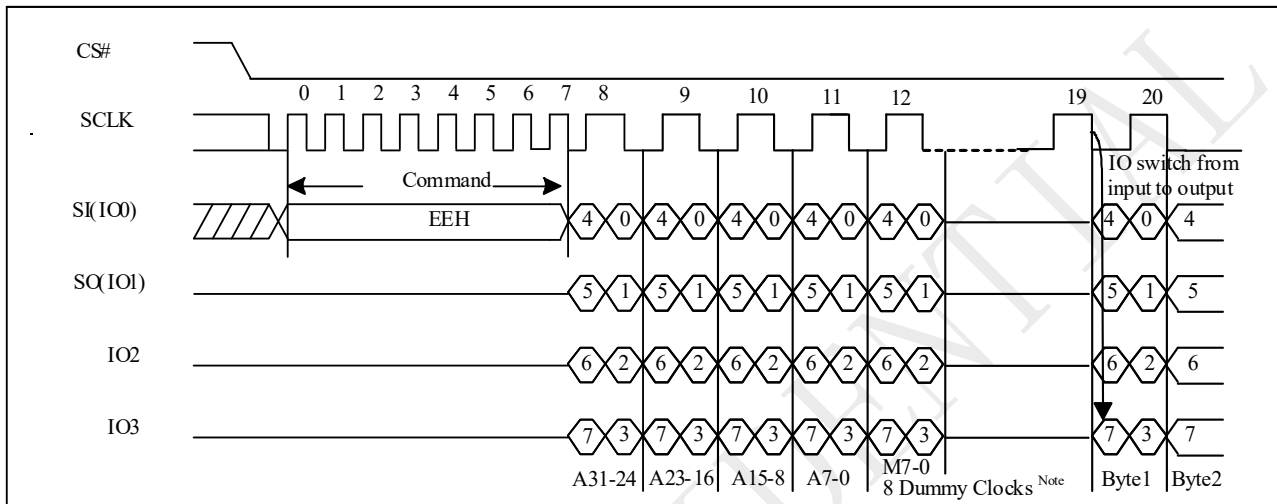 CS#
0 1 2 3 4 5 6 7 8 9 10 11 12 19 20
SCLK
Command
IO switch from
input to output
SI(IO0)
EEH
4 0 4 0 4 0 4 0 4 0 4 0 4
SO(IO1)
5 1 5 1 5 1 5 1 5 1 5 1 5
IO2
6 2 6 2 6 2 6 2 6 2 6 2 6
IO3
7 3 7 3 7 3 7 3 7 3 7 3 7
A31-24 A23-16 A15-8 A7-0 M7-0 Byte1 Byte2
8 Dummy Clocks Note